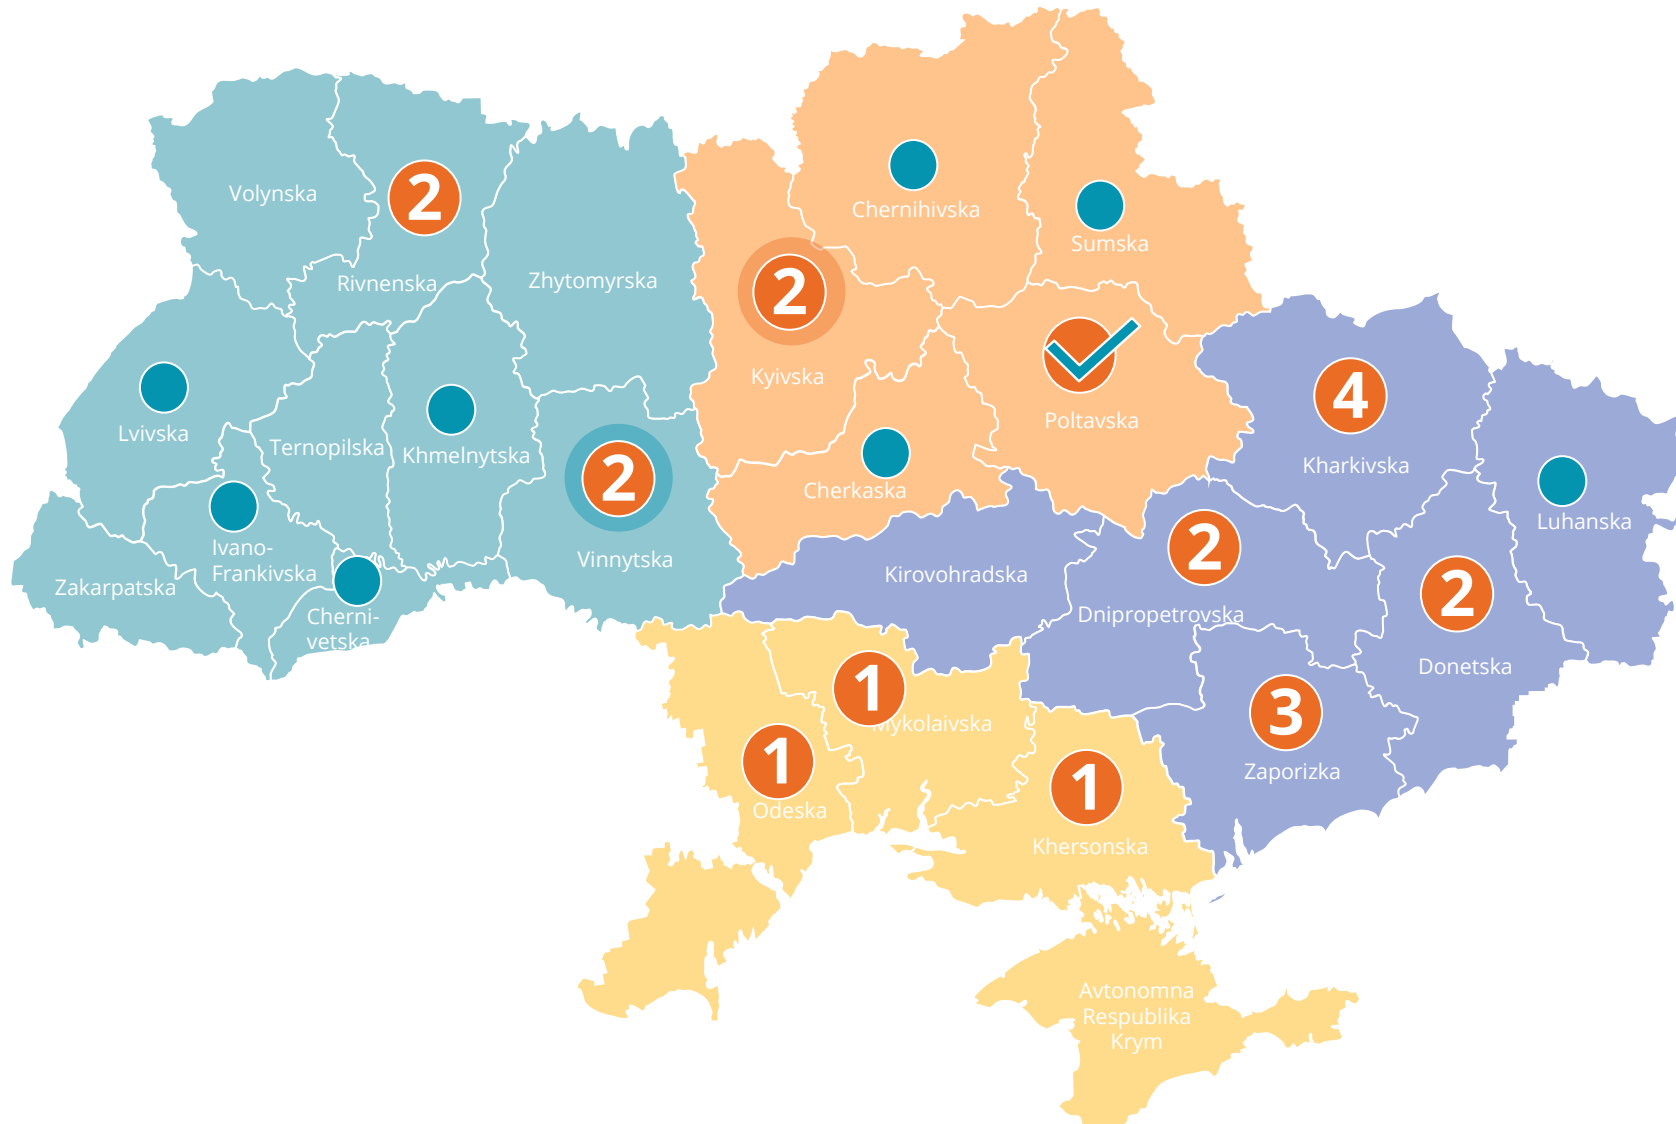 Volynska
2
Rivnenska
Zhytomyrska
Chernihivska
Sumska
2
Kyivska
Poltavska
4
Kharkivska
Lvivska
Ternopilska
Khmelnytska
2
Vinnytska
Cherkaska
Luhanska
Ivano-
Frankivska
Zakarpatska
Cherni-
vetska
Kirovohradska
2
Dnipropetrovska
2
Donetska
1
Mykolaivska
3
Zaporizka
1
Odeska
1
Khersonska
Avtonomna
Respublika
Krym